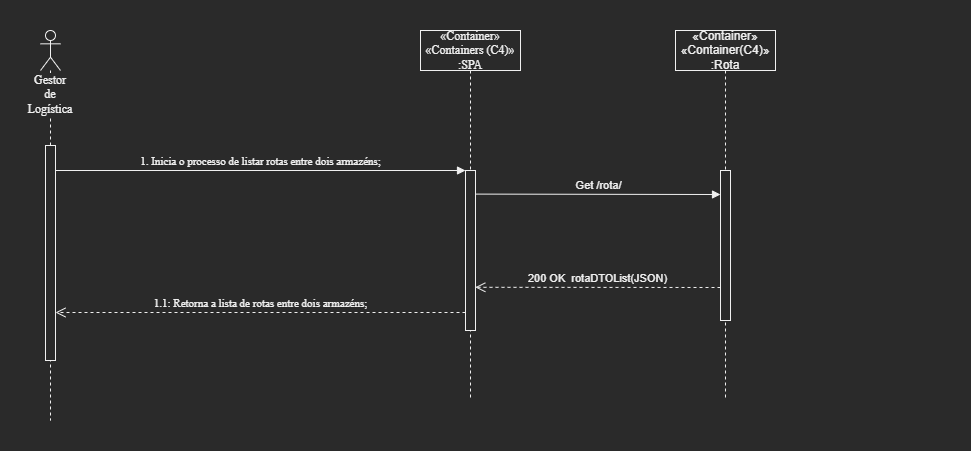 «Container»
«Containers (C4)»
:SPA
«Container»
«Container(C4)»
:Rota
Gestor
de
Logística
1. Inicia o processo de listar rotas entre dois armazéns;
Get /rota/
200 OK rotaDTOList(JSON)
1.1: Retorna a lista de rotas entre dois armazéns;